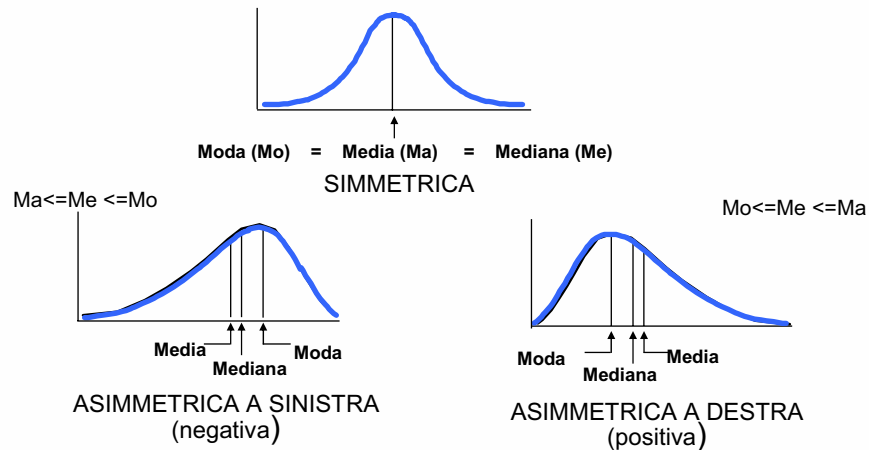 Moda (Mo) = Media (Ma) = Mediana (Me)
SIMMETRICA
Ma<=Me <=Mo
Mo<=Me <=Ma
Media
Moda
Mediana
ASIMMETRICA A SINISTRA
(negativa)
Moda
Media
Mediana
ASIMMETRICA A DESTRA
(positiva)